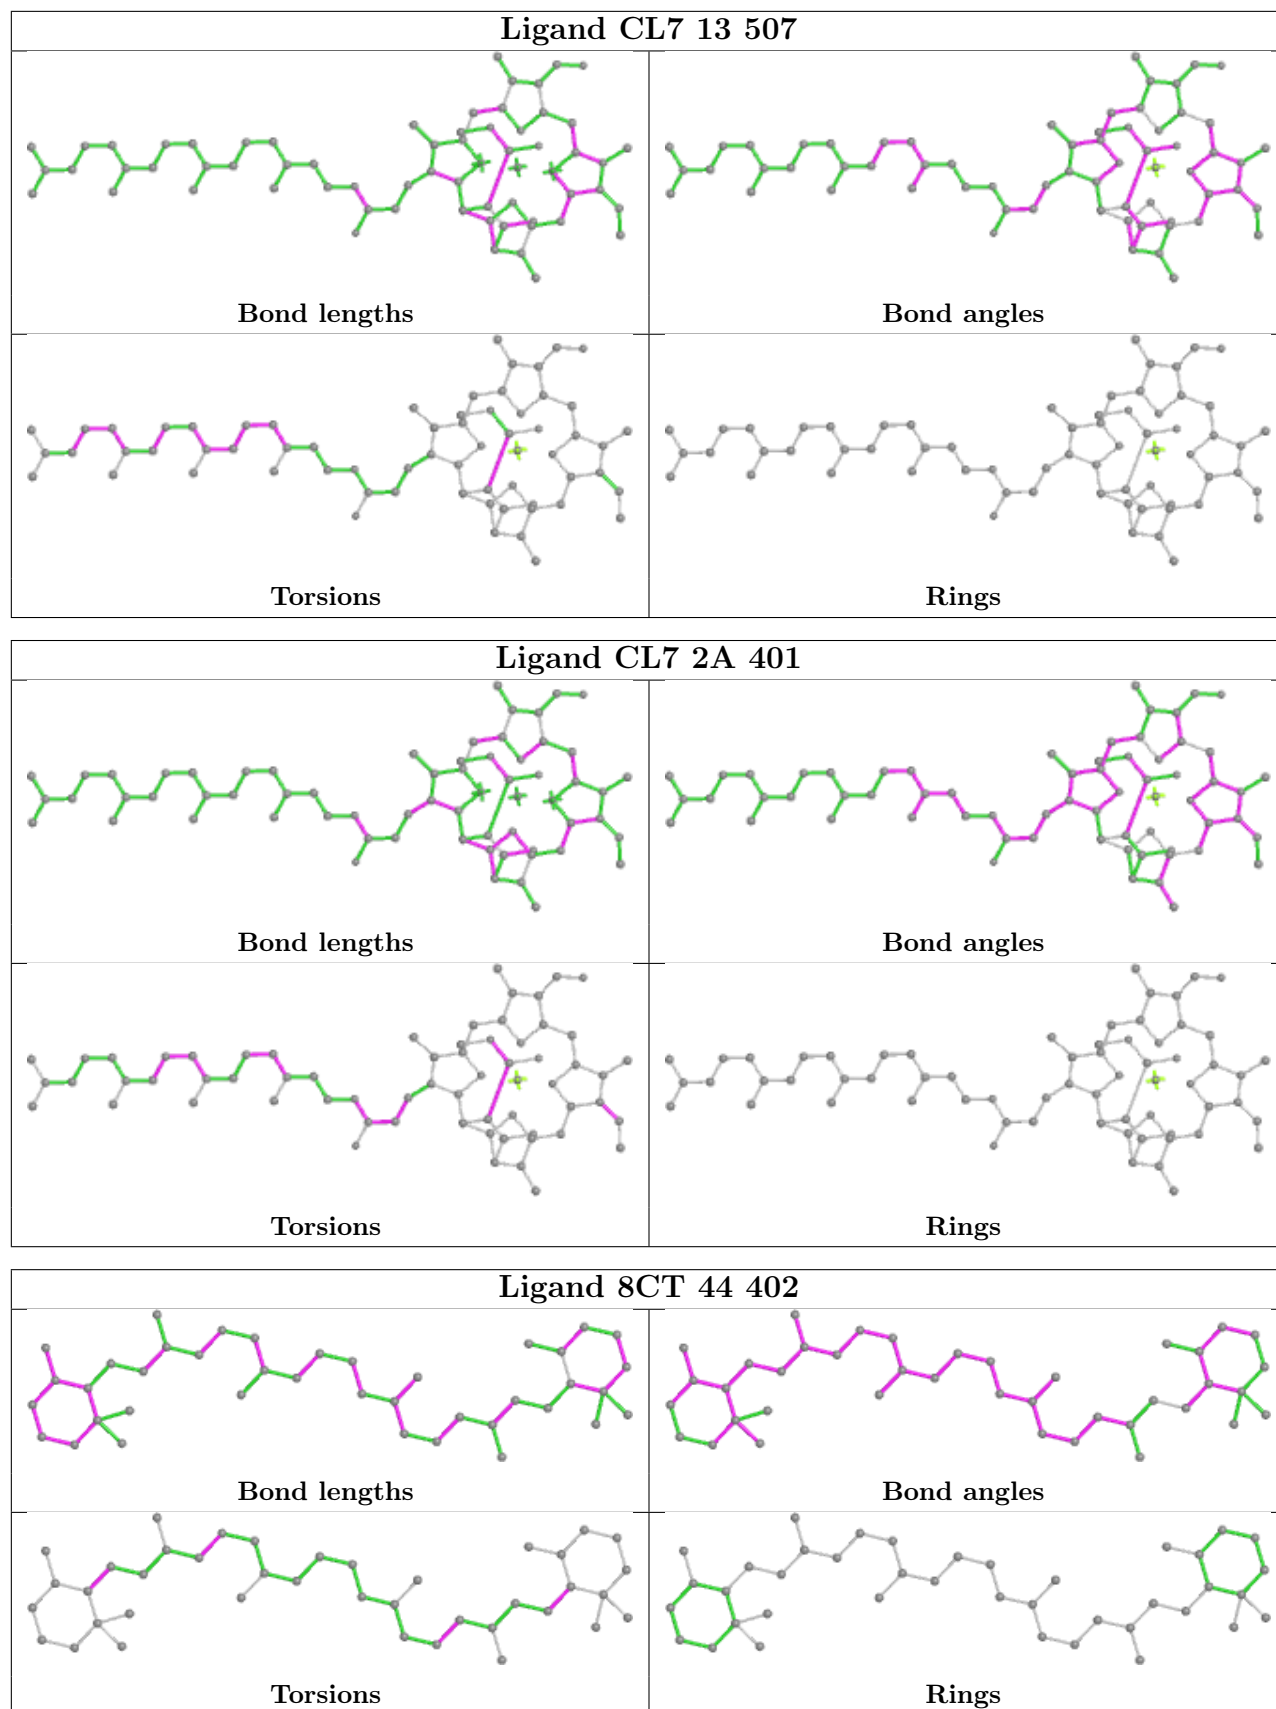 Ligand CL7 13 507
Bond lengths
Bond angles
Torsions
Rings
Ligand CL7 2A 401
Bond lengths
Bond angles
Torsions
Rings
Ligand 8CT 44 402
Bond lengths
Bond angles
Torsions
Rings